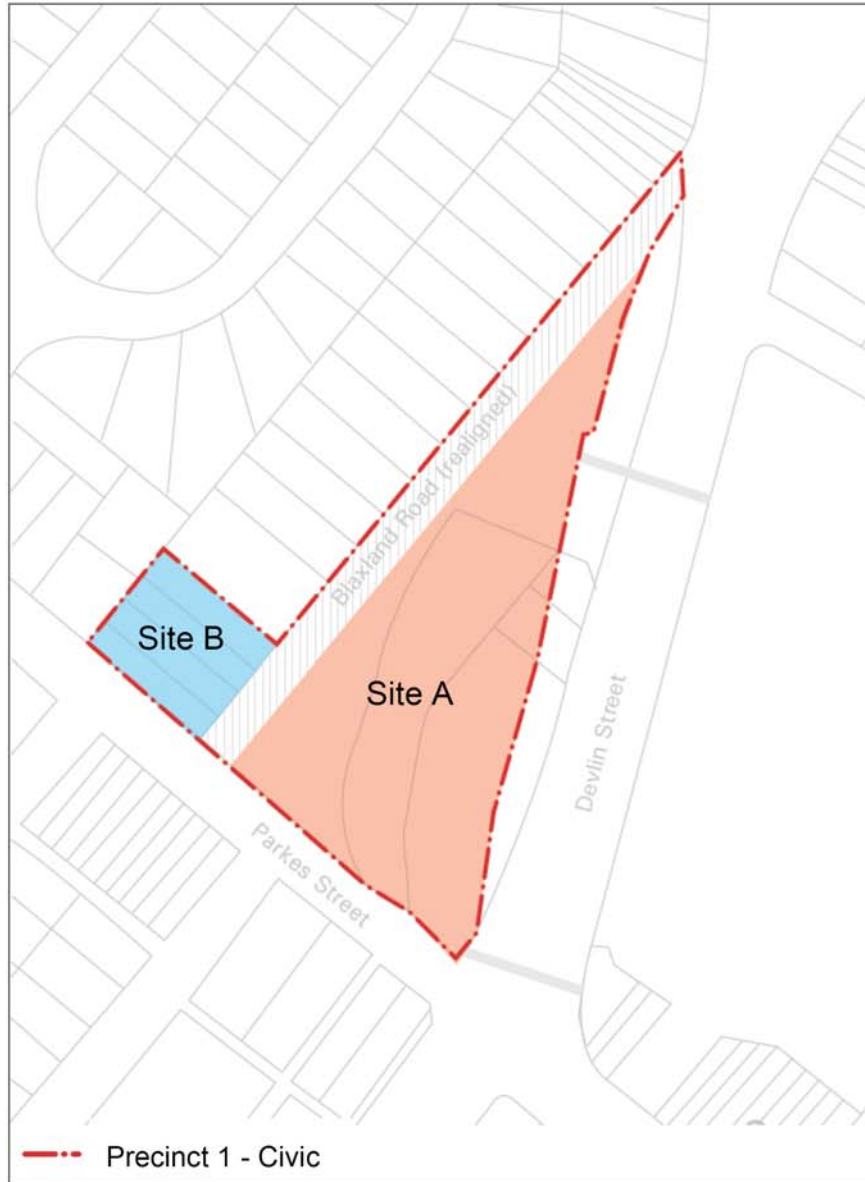 Blaxland Road (realigned)
Site B
Site A
Devlin Street
Parkes Street
Precinct 1 - Civic